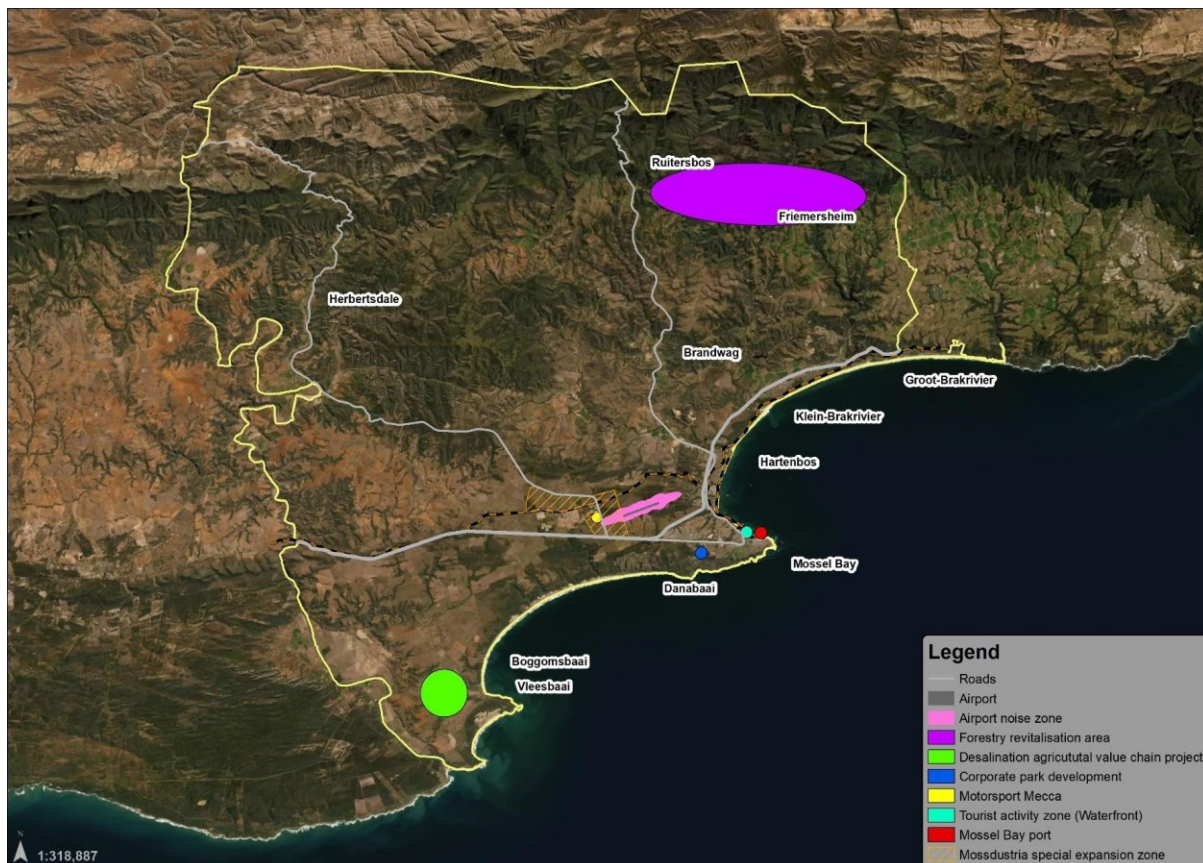 Ruitersbos
Friemersheim
Herbertsdale
Brandwag
Groot-Brakrivier
Klein-Brakrivier
Hartenbos
Mossel Bay
Danabaai
Boggomsbaai
Vleesbaai
Legend
Roads
Airport
Airport noise zone
Forestry revitalisation area
Desalination agricututal value chain project
Corporate park development
Motorsport Mecca
Tourist activity zone (Waterfront)
Mossel Bay port
Mossdustria special expansion zone
N
1:318,887